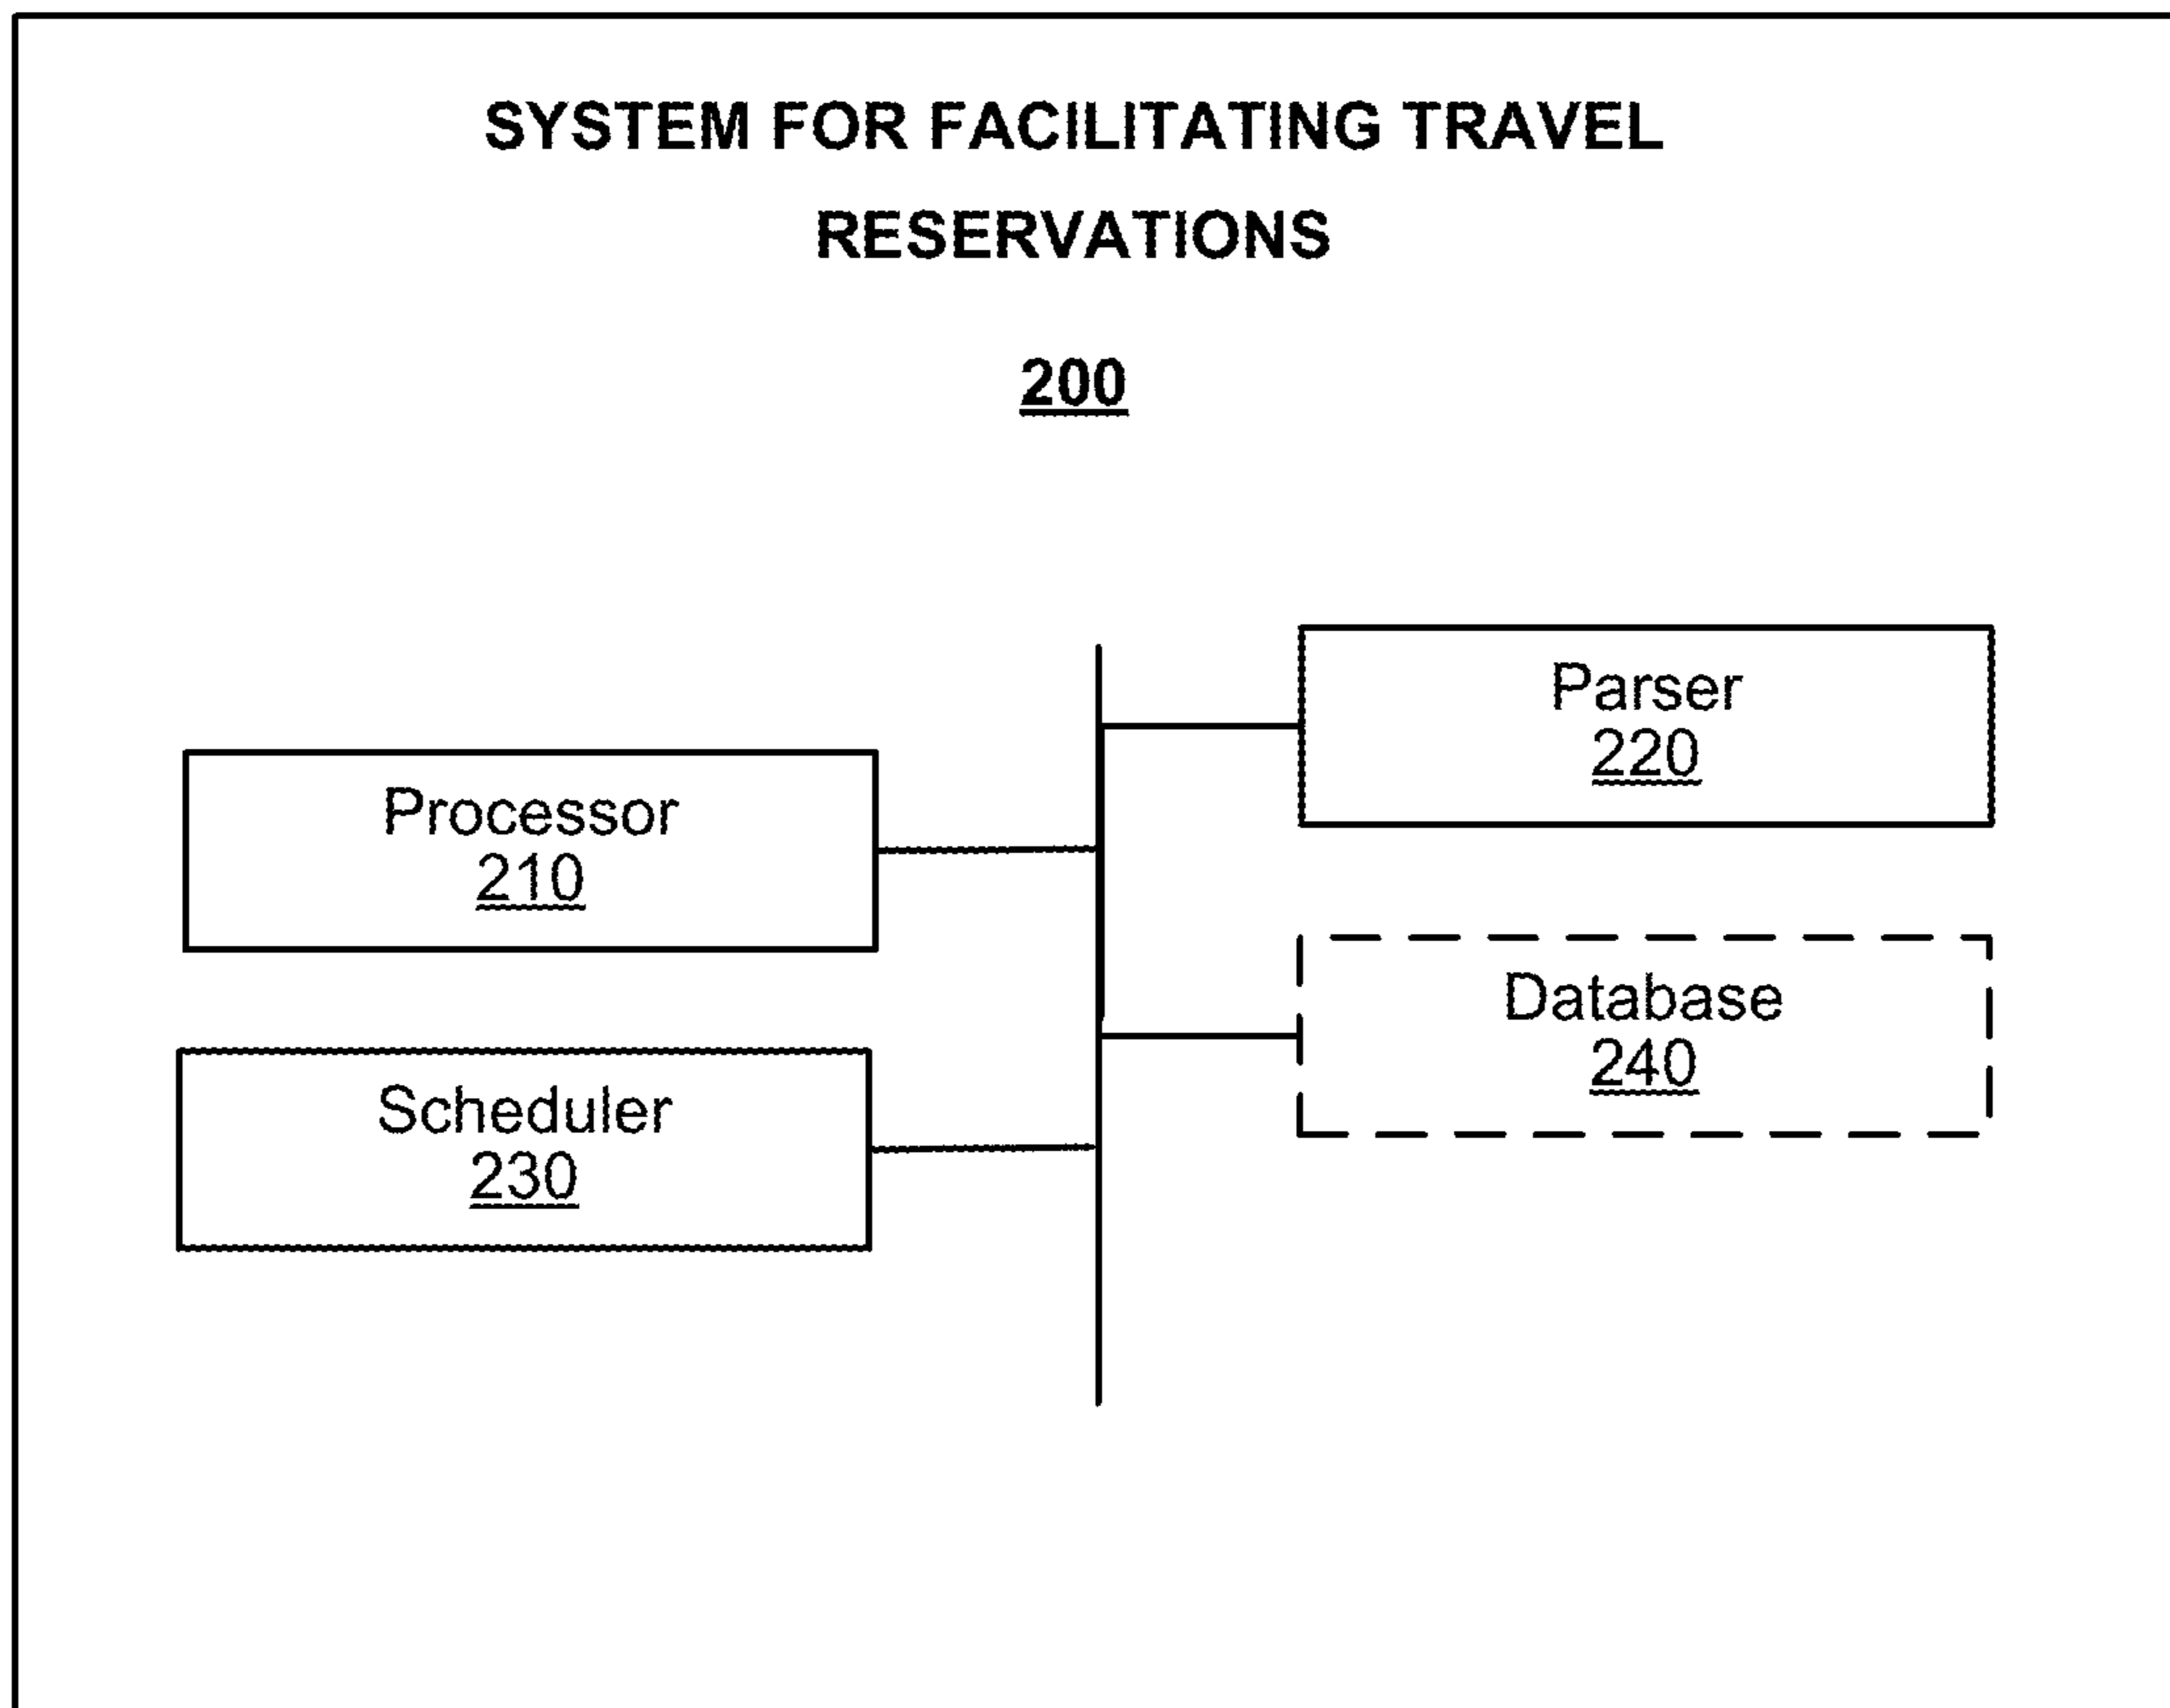 SYSTEM FOR FACILITATING TRAVEL
RESERVATIONS
200
Parser
220
Processor
210
Database
240
Scheduler
230